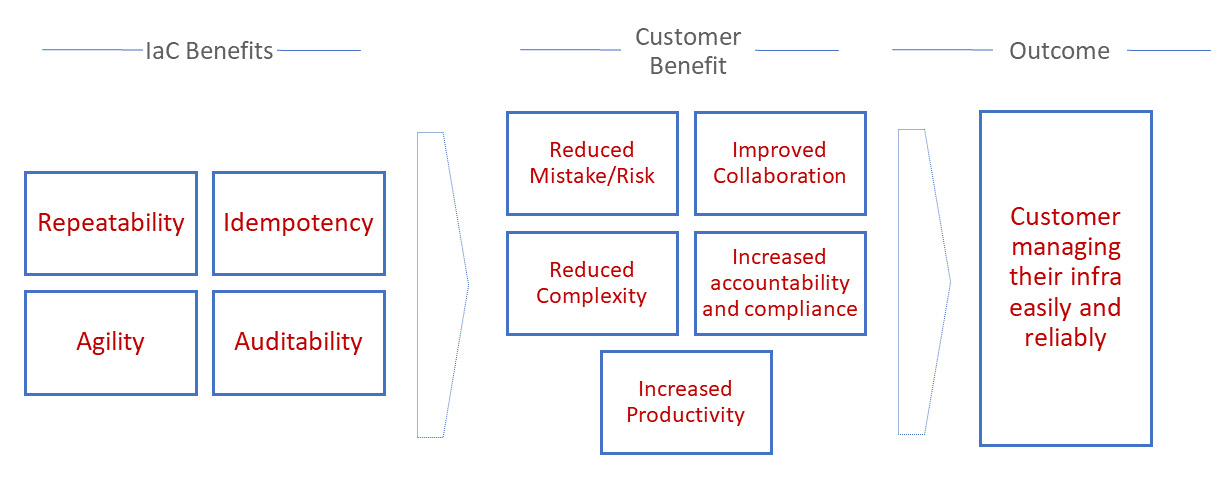 IaC Benefits
Repeatability
Idempotency
Agility
Auditability
Customer
Benefit
Reduced
Mistake/Risk
Improved
Collaboration
Reduced
Complexity
Increased
accountability
and compliance
Increased
Productivity
Outcome
Customer
managing
their infra
easily and
reliably